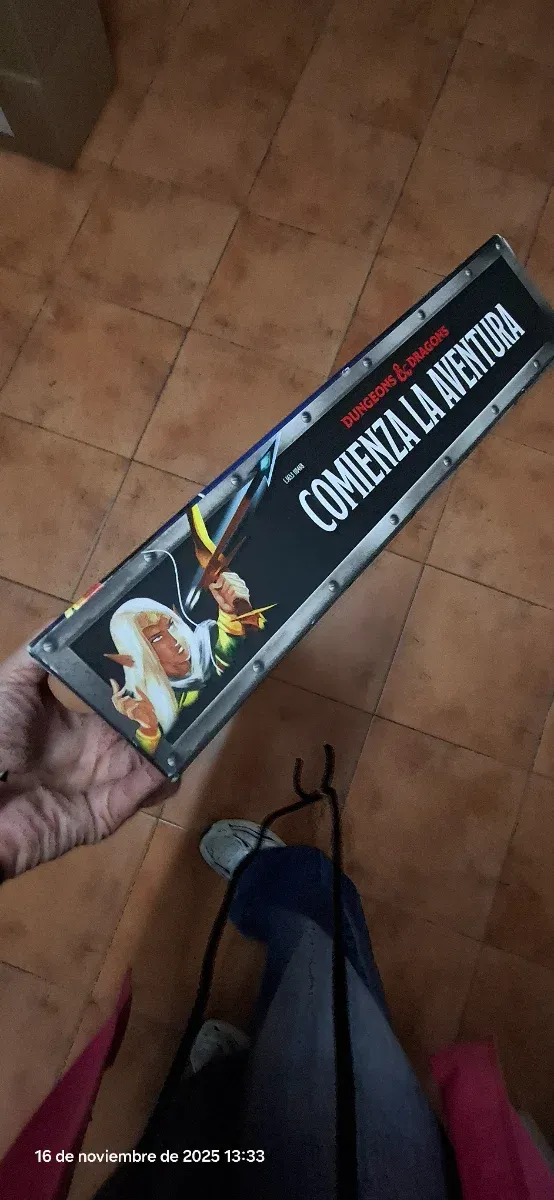 DUNGEONS & DRAGONS
COMIENZA LA AVENTURA
16 de noviembre de 2025 13:33